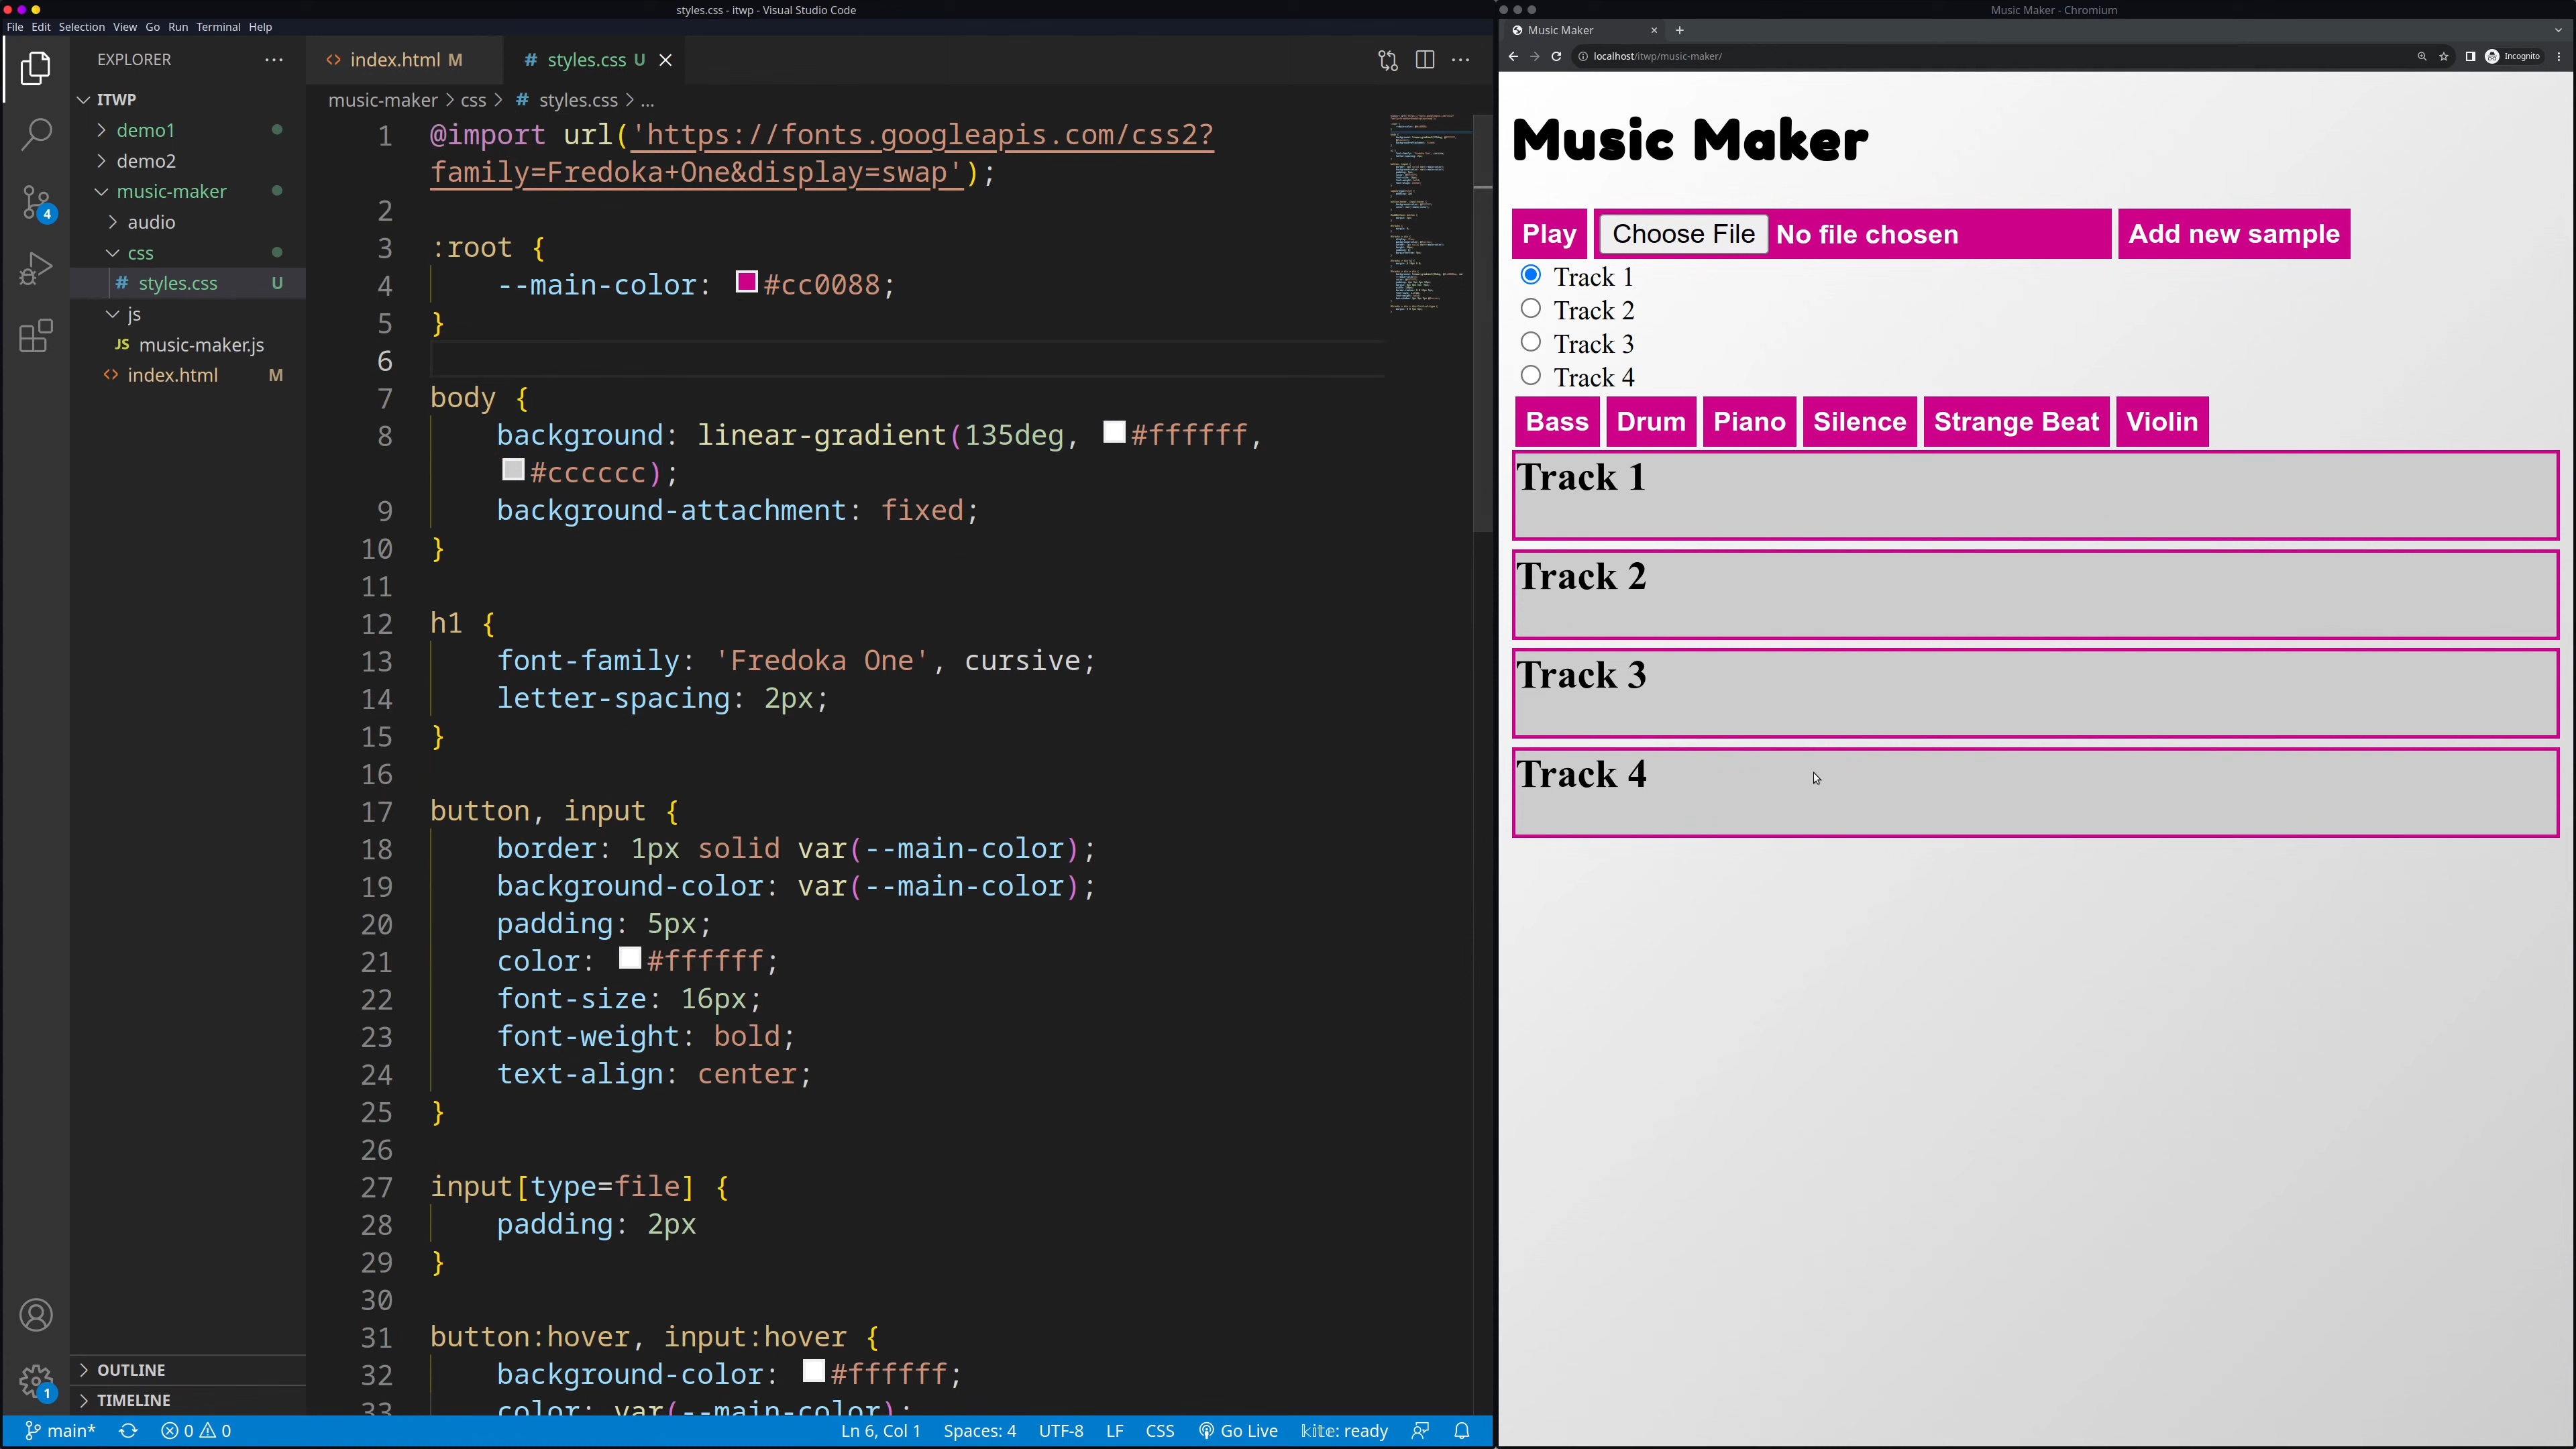 styles.css - itwp - Visual Studio Code
File Edit Selection View Go Run Terminal Help
EXPLORER
ITWP
demo1
demo2
music-maker
audio
css
# styles.css U
js
JS music-maker.js
<> index.html M
OUTLINE
TIMELINE
4
1
<> index.html M
# styles.css U
music-maker > css > # styles.css > ...
1 @import url('https://fonts.googleapis.com/css2?
family=Fredoka+One&display=swap');
2
3 :root {
4 --main-color: #cc0088;
5 }
6
7 body {
8 background: linear-gradient(135deg, #ffffff,
#cccccc);
9 background-attachment: fixed;
10 }
11
12 h1 {
13 font-family: 'Fredoka One', cursive;
14 letter-spacing: 2px;
15 }
16
17 button, input {
18 border: 1px solid var(--main-color);
19 background-color: var(--main-color);
20 padding: 5px;
21 color: #ffffff;
22 font-size: 16px;
23 font-weight: bold;
24 text-align: center;
25 }
26
27 input[type=file] {
28 padding: 2px
29 }
30
31 button:hover, input:hover {
32 background-color: #ffffff;
33 color: var(--main-color);
main* 0 0 Ln 6, Col 1 Spaces: 4 UTF-8 LF CSS Go Live kite: ready
Music Maker - Chromium
Music Maker
localhost/itwp/music-maker/ Incognito
Music Maker
Play Choose File No file chosen Add new sample
Track 1
Track 2
Track 3
Track 4
Bass Drum Piano Silence Strange Beat Violin
Track 1
Track 2
Track 3
Track 4